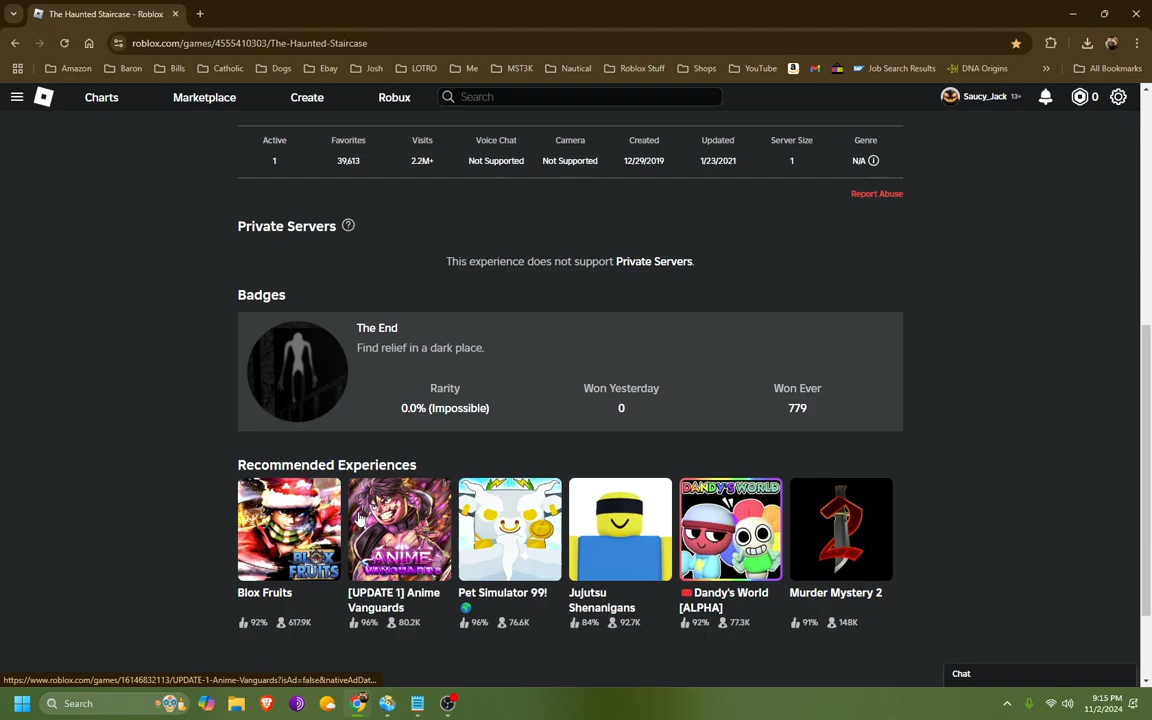 The Haunted Staircase - Roblox
roblox.com/games/4555410303/The-Haunted-Staircase
Amazon Baron Bills Catholic Dogs Ebay Josh LOTRO Me MST3K Nautical Roblox Stuff Shops YouTube Job Search Results DNA Origins » All Bookmarks
Charts Marketplace Create Robux Search Saucy_Jack 13+ 0
Active Favorites Visits Voice Chat Camera Created Updated Server Size Genre
1 39,613 2.2M+ Not Supported Not Supported 12/29/2019 1/23/2021 1 N/A
Report Abuse
Private Servers
This experience does not support Private Servers.
Badges
The End
Find relief in a dark place.
Rarity Won Yesterday Won Ever
0.0% (Impossible) 0 779
Recommended Experiences
BLOX FRUITS
ANIME VANGUARDS
DANDY'S WORLD
Blox Fruits [UPDATE 1] Anime Pet Simulator 99! Jujutsu Dandy's World Murder Mystery 2
Vanguards Shenanigans [ALPHA]
92% 617.9K 96% 80.2K 96% 76.6K 84% 92.7K 92% 77.3K 91% 148K
Chat
https://www.roblox.com/games/16146832113/UPDATE-1-Anime-Vanguards?isAd=false&nativeAdDat...
Search
9:15 PM
11/2/2024